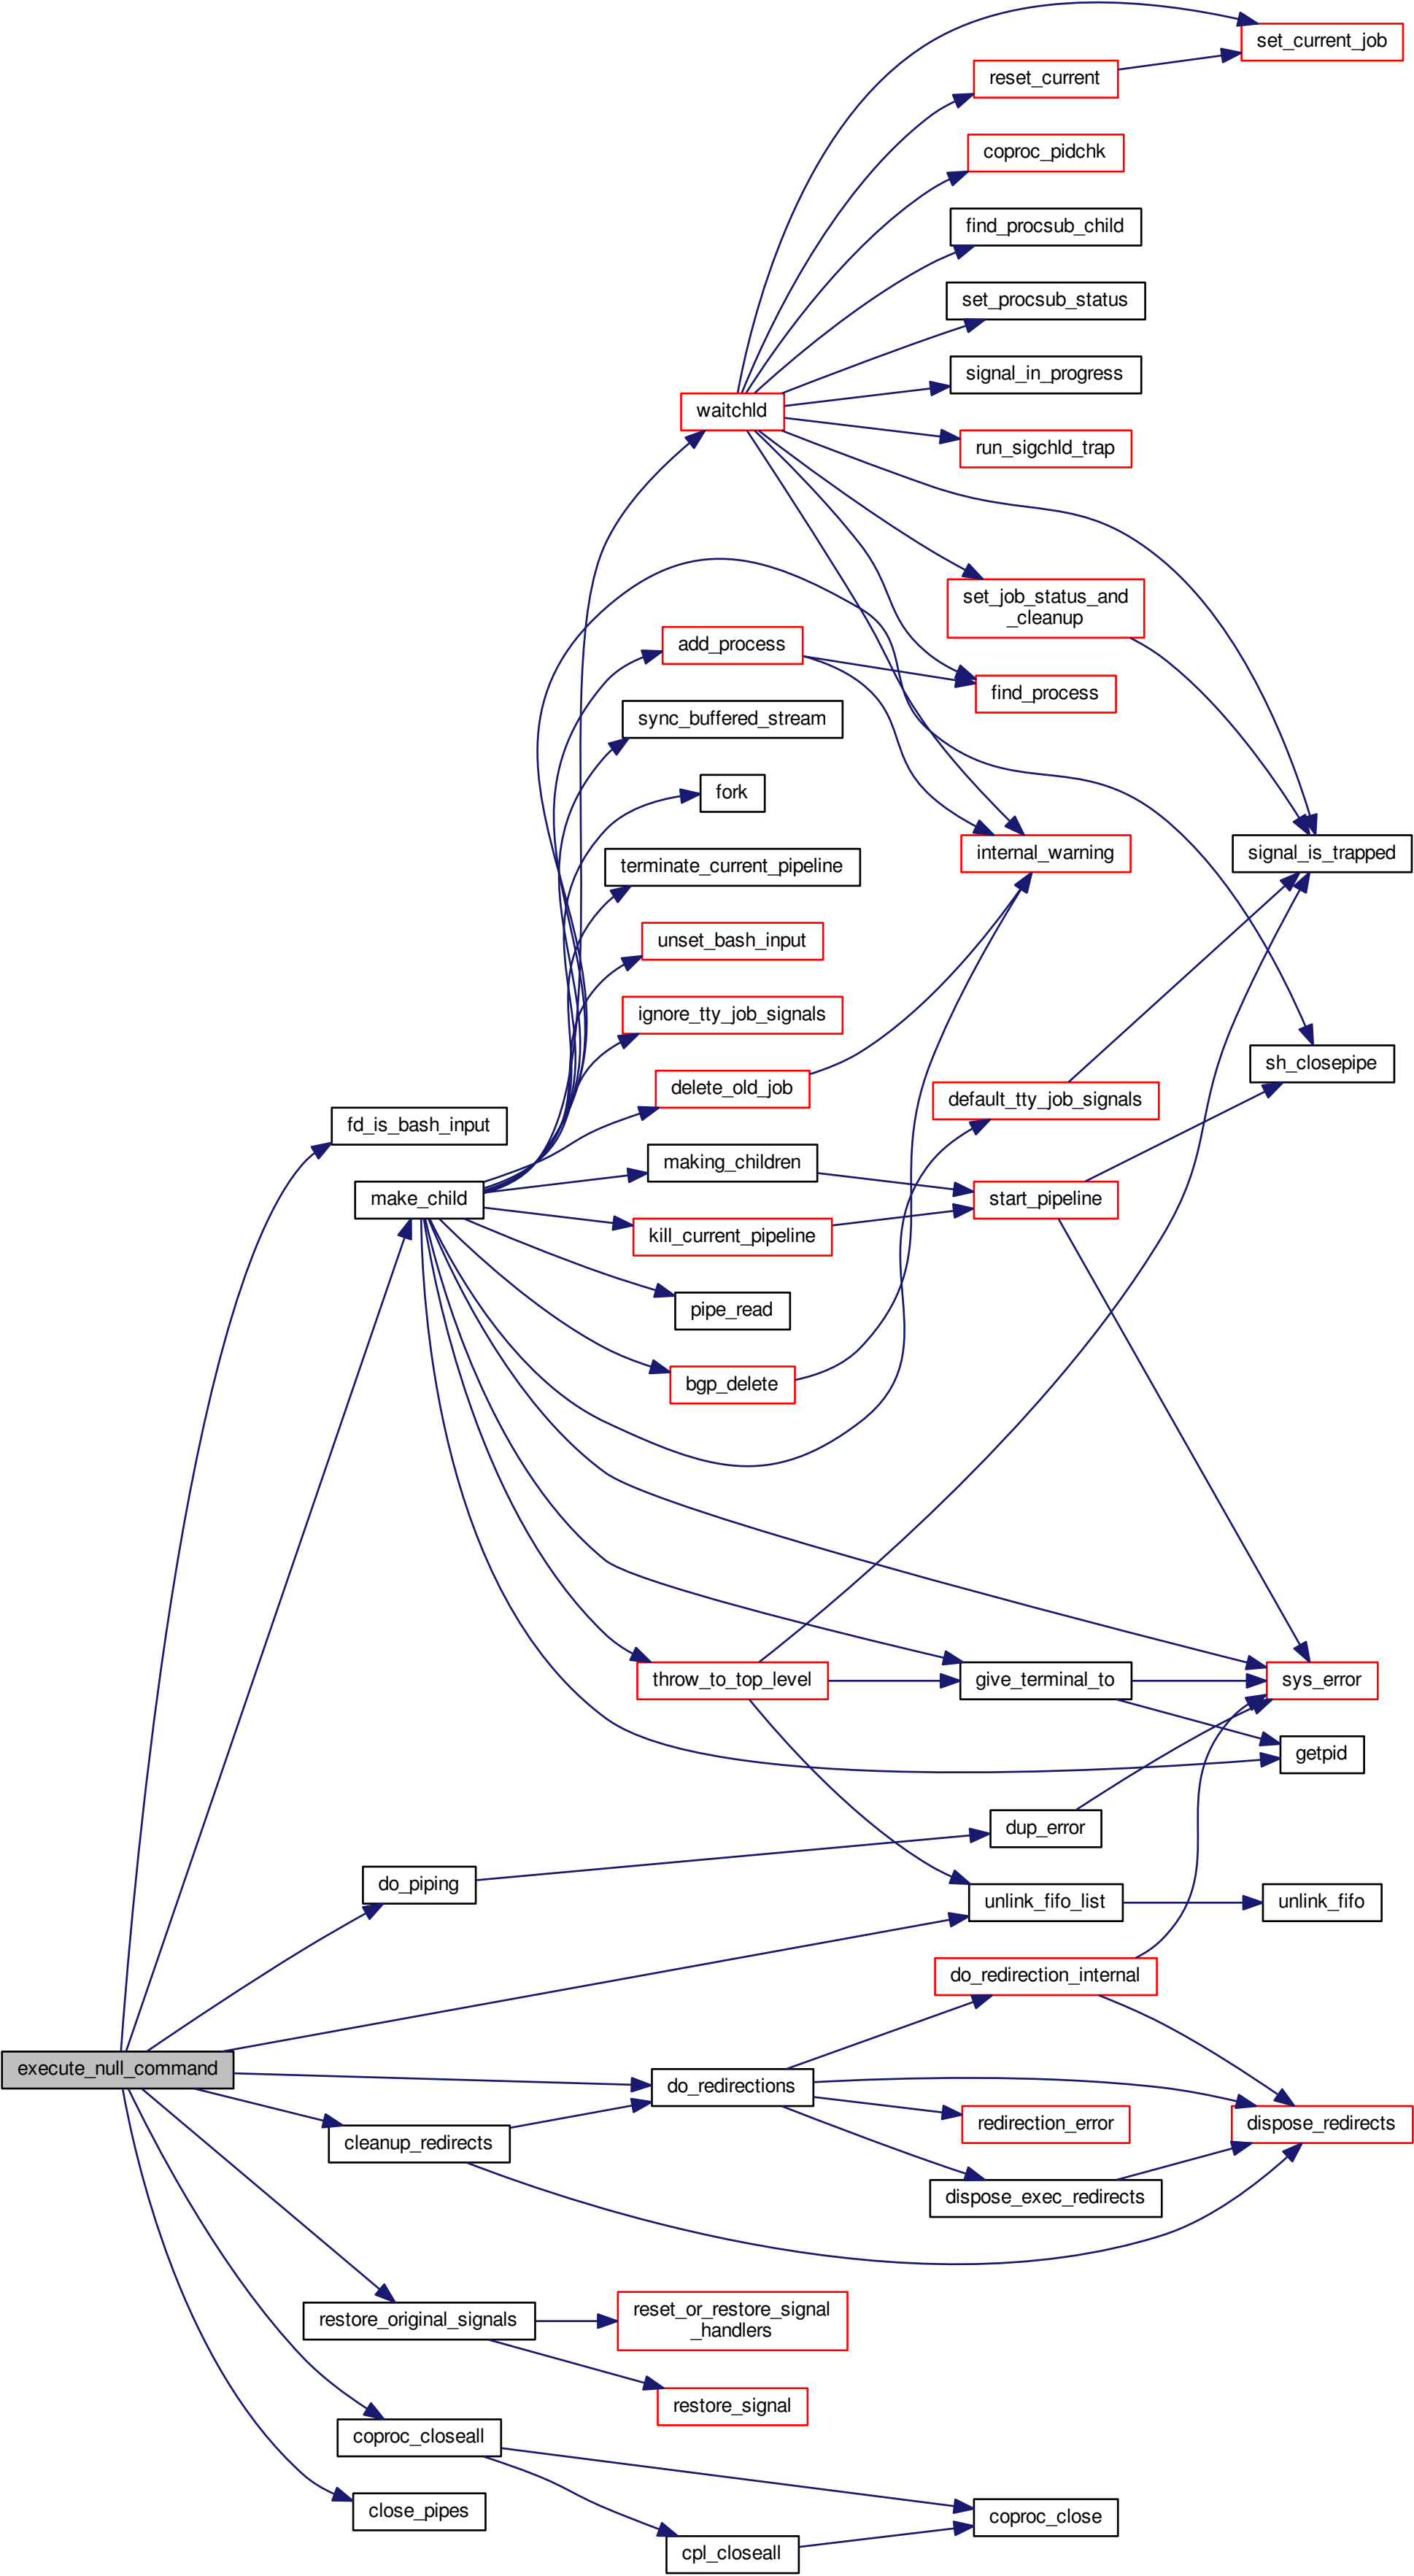 set_current_job
reset_current
coproc_pidchk
find_procsub_child
set_procsub_status
signal_in_progress
waitchld
run_sigchld_trap
set_job_status_and
_cleanup
add_process
find_process
sync_buffered_stream
fork
internal_warning
signal_is_trapped
terminate_current_pipeline
unset_bash_input
ignore_tty_job_signals
sh_closepipe
delete_old_job
default_tty_job_signals
fd_is_bash_input
making_children
make_child
start_pipeline
kill_current_pipeline
pipe_read
bgp_delete
throw_to_top_level
give_terminal_to
sys_error
getpid
dup_error
do_piping
unlink_fifo_list
unlink_fifo
do_redirection_internal
execute_null_command
do_redirections
redirection_error
dispose_redirects
cleanup_redirects
dispose_exec_redirects
restore_original_signals
reset_or_restore_signal
_handlers
restore_signal
coproc_closeall
close_pipes
coproc_close
cpl_closeall